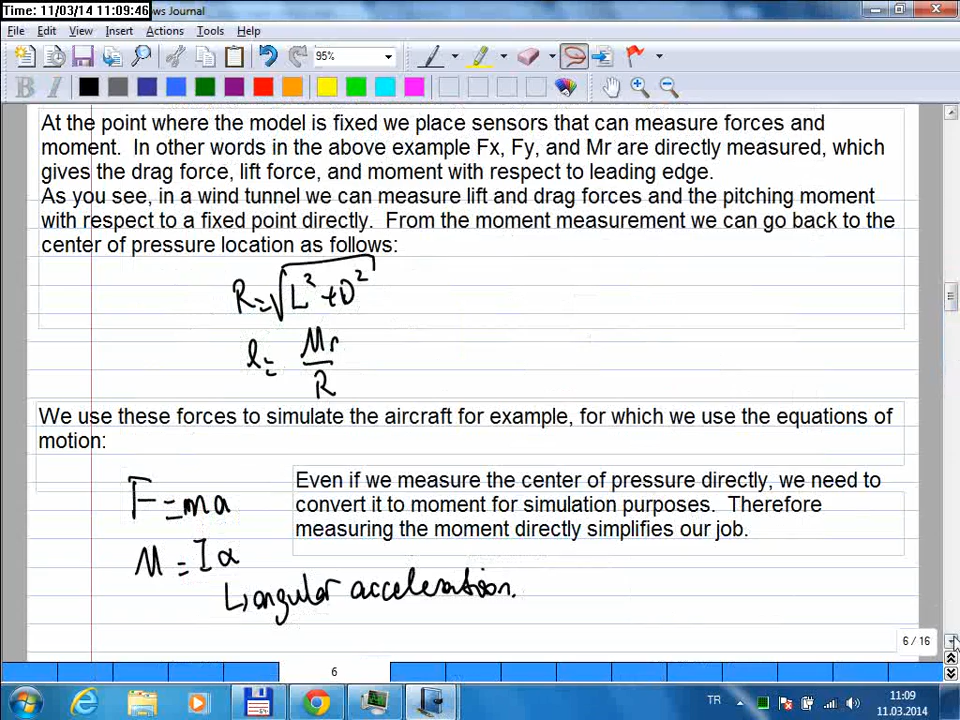 Time: 11/03/14 11:09:46
ws Journal
File Edit View Insert Actions Tools Help
95%
B I
At the point where the model is fixed we place sensors that can measure forces and
moment. In other words in the above example Fx, Fy, and Mr are directly measured, which
gives the drag force, lift force, and moment with respect to leading edge.
As you see, in a wind tunnel we can measure lift and drag forces and the pitching moment
with respect to a fixed point directly. From the moment measurement we can go back to the
center of pressure location as follows:
R=√L²+D²
l= Mr
R
We use these forces to simulate the aircraft for example, for which we use the equations of
motion:
F=ma
Even if we measure the center of pressure directly, we need to
convert it to moment for simulation purposes. Therefore
measuring the moment directly simplifies our job.
M=Iα
↳angular acceleration.
6 / 16
6
TR
11:09
11.03.2014